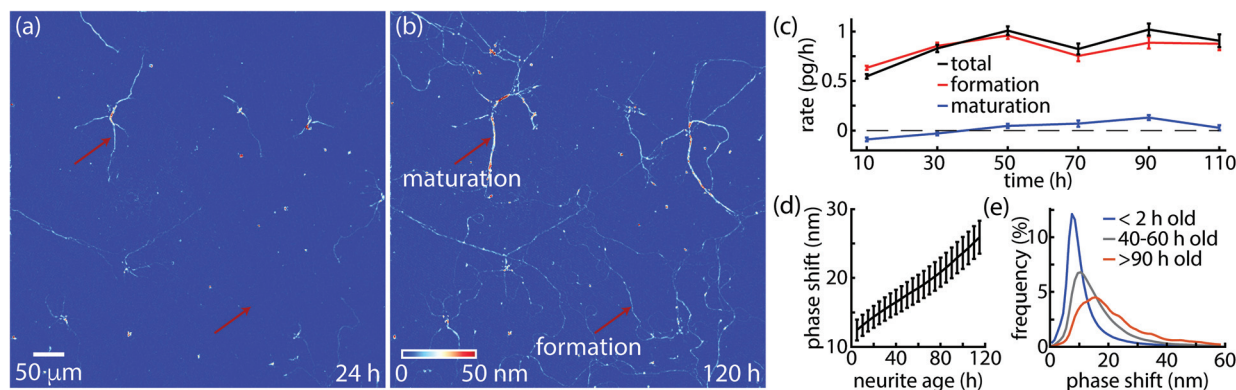 (a)
50 μm
24 h
(b)
maturation
formation
0
50 nm
120 h
(c)
rate (pg/h)
1
0.5
0
total
formation
maturation
10
30
50
70
90
110
time (h)
(d)
phase shift (nm)
30
20
10
0
40
80
120
neurite age (h)
(e)
frequency (%)
10
5
0
< 2 h old
40-60 h old
>90 h old
0
20
40
60
phase shift (nm)